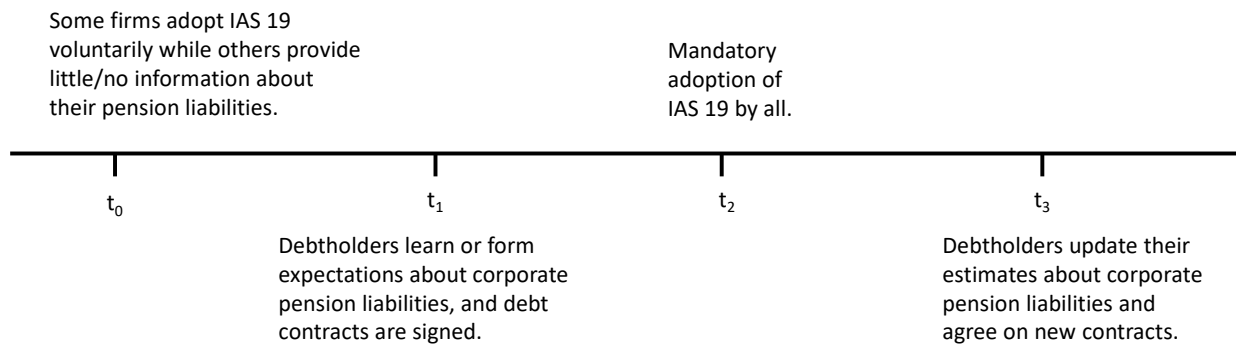 Some firms adopt IAS 19
voluntarily while others provide
little/no information about
their pension liabilities.
Mandatory
adoption of
IAS 19 by all.
t0
t1
t2
t3
Debtholders learn or form
expectations about corporate
pension liabilities, and debt
contracts are signed.
Debtholders update their
estimates about corporate
pension liabilities and
agree on new contracts.